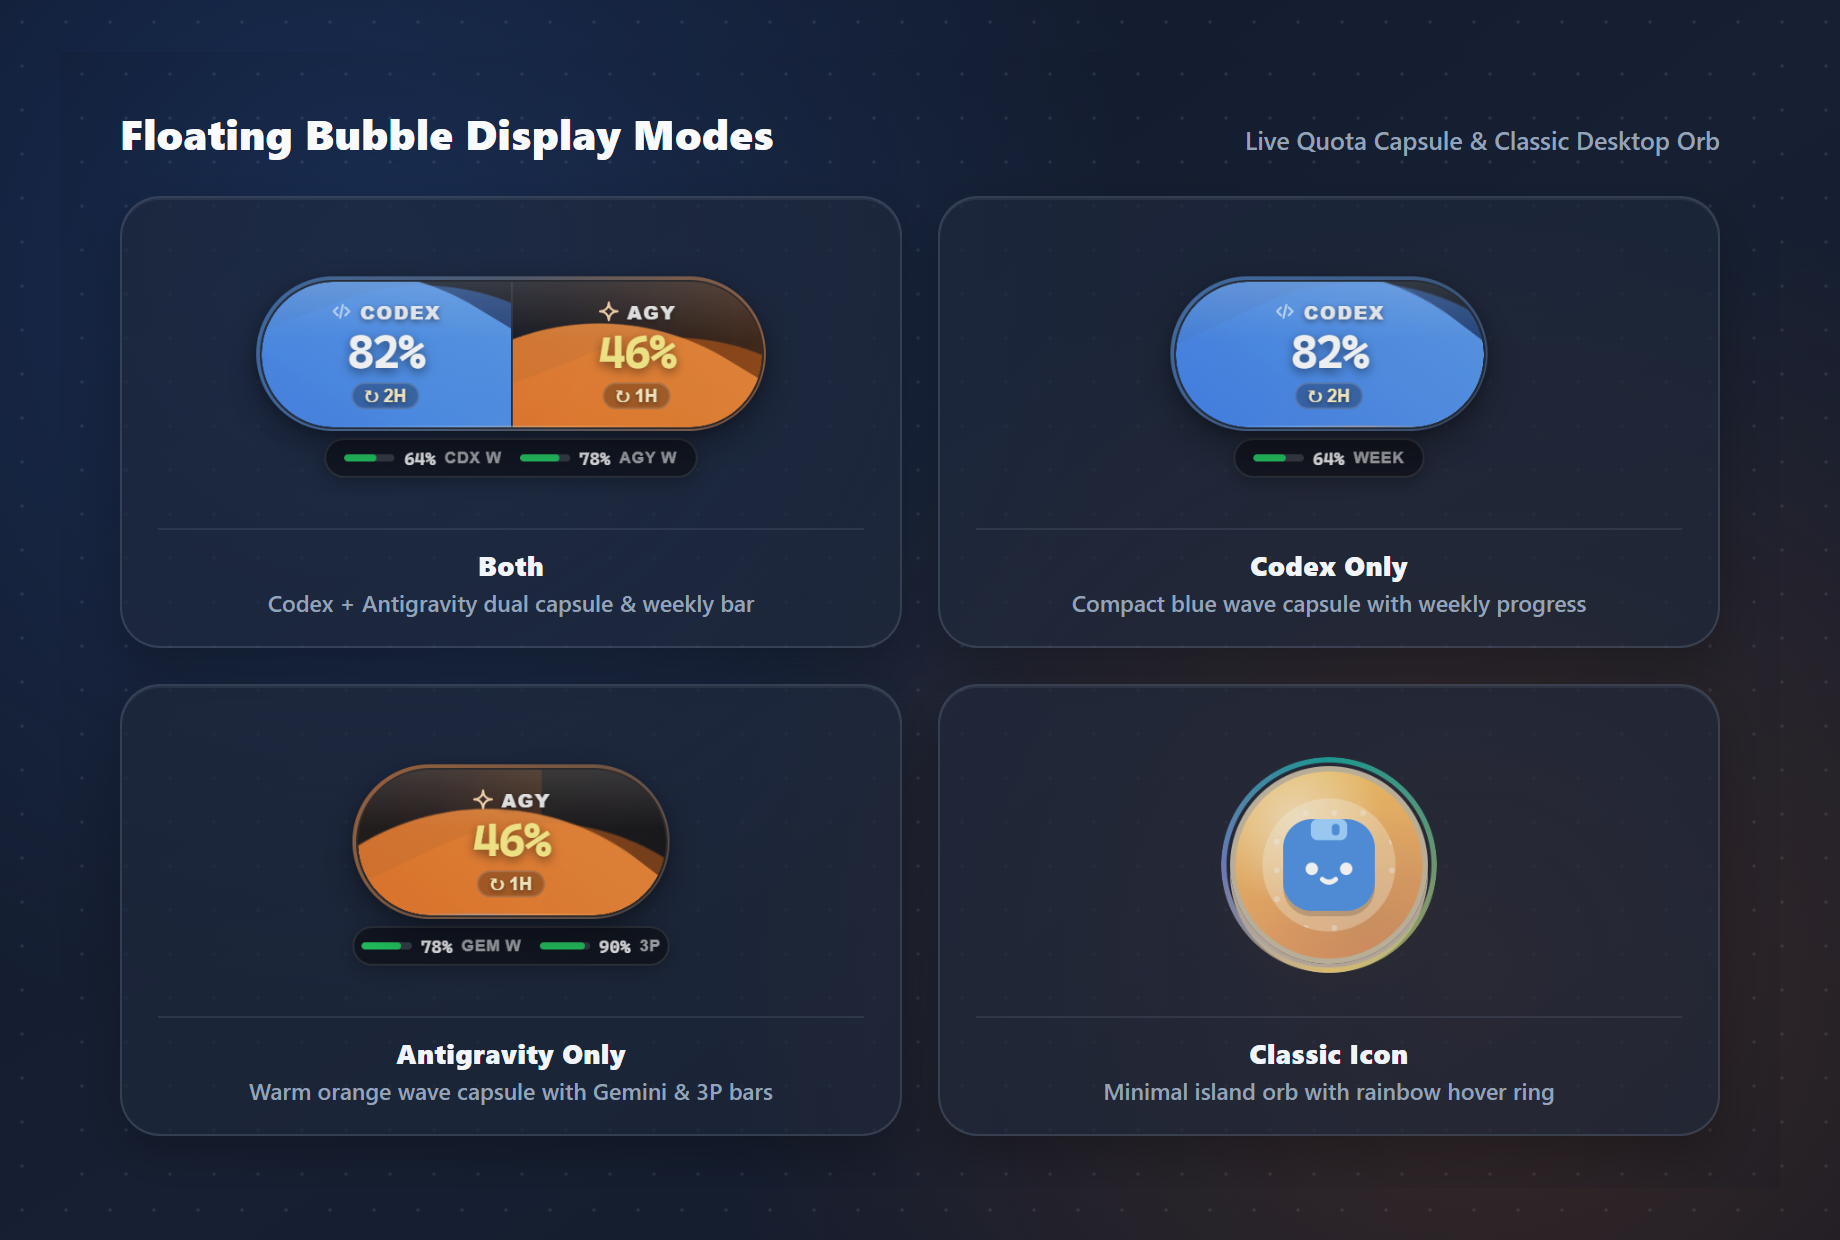 Floating Bubble Display Modes
Live Quota Capsule & Classic Desktop Orb
</> CODEX
82%
↻ 2H
AGY
46%
↻ 1H
64% CDX W 78% AGY W
Both
Codex + Antigravity dual capsule & weekly bar
</> CODEX
82%
↻ 2H
64% WEEK
Codex Only
Compact blue wave capsule with weekly progress
AGY
46%
↻ 1H
78% GEM W 90% 3P
Antigravity Only
Warm orange wave capsule with Gemini & 3P bars
Classic Icon
Minimal island orb with rainbow hover ring